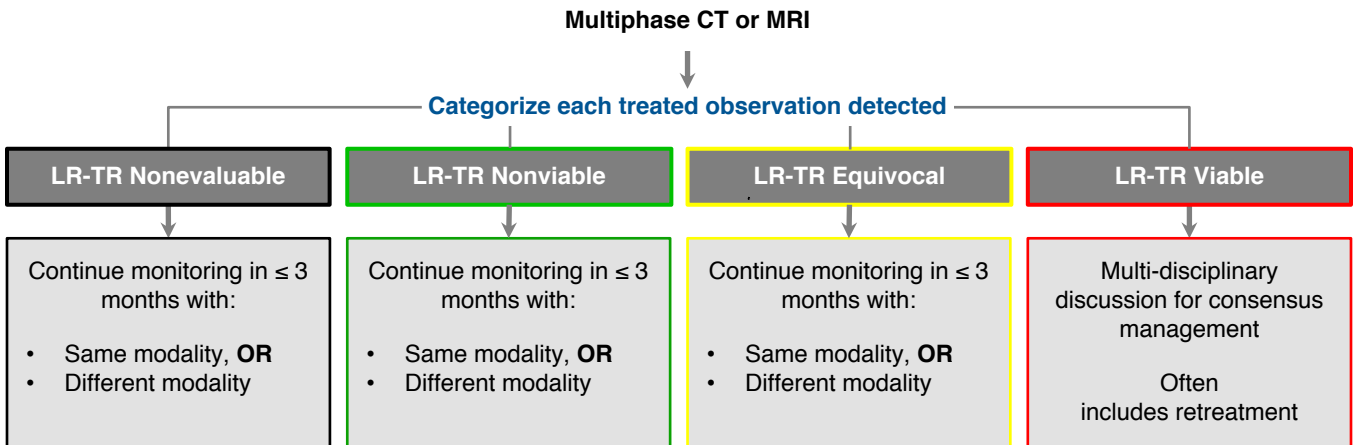 Multiphase CT or MRI
Categorize each treated observation detected
LR-TR Nonevaluable
LR-TR Nonviable
LR-TR Equivocal
LR-TR Viable
Continue monitoring in ≤ 3
months with:
• Same modality, OR
• Different modality
Continue monitoring in ≤ 3
months with:
• Same modality, OR
• Different modality
Continue monitoring in ≤ 3
months with:
• Same modality, OR
• Different modality
Multi-disciplinary
discussion for consensus
management
Often
includes retreatment